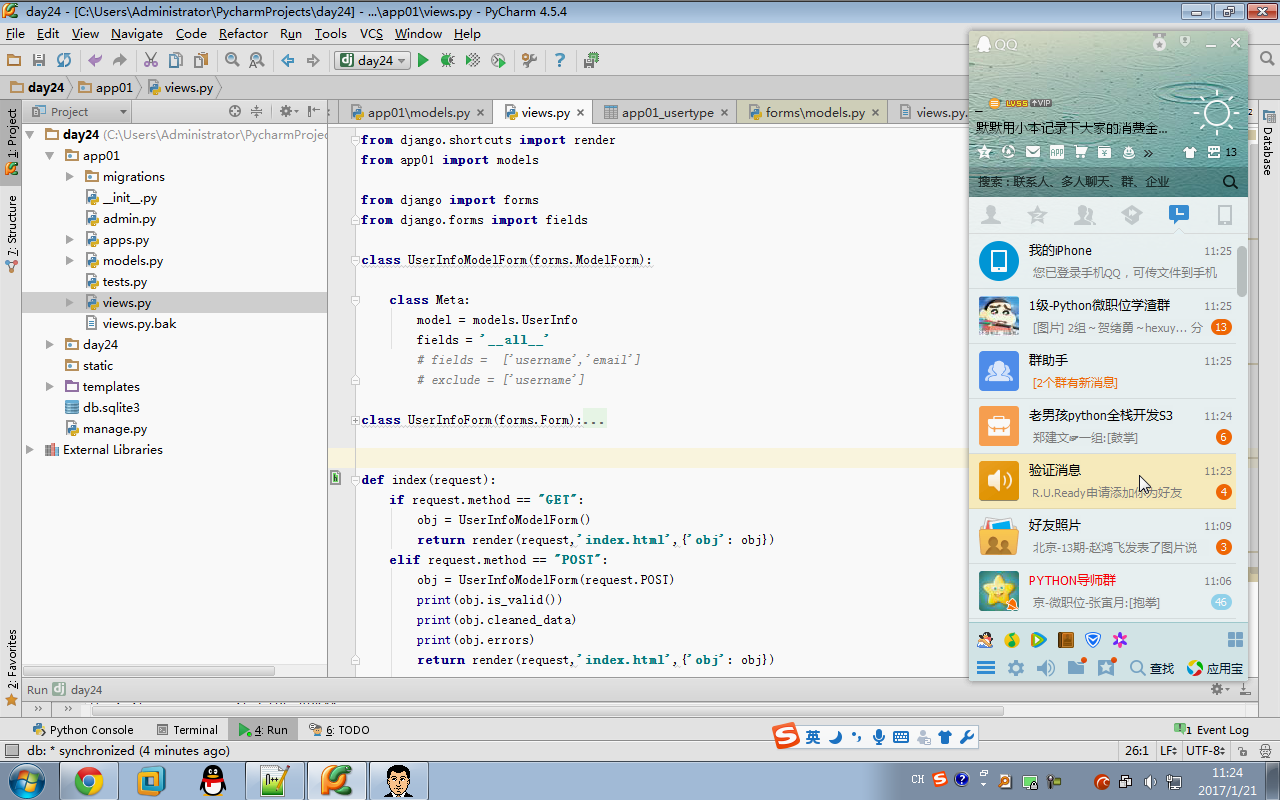 day24 - [C:\Users\Administrator\PycharmProjects\day24] - ...\app01\views.py - PyCharm 4.5.4
File Edit View Navigate Code Refactor Run Tools VCS Window Help
day24
day24 app01 views.py
Project
app01\models.py views.py app01_usertype forms\models.py views.py
1: Project
7: Structure
2: Favorites
Database
day24 (C:\Users\Administrator\PycharmProje
app01
migrations
__init__.py
admin.py
apps.py
models.py
tests.py
views.py
views.py.bak
day24
static
templates
db.sqlite3
manage.py
External Libraries
from django.shortcuts import render
from app01 import models
from django import forms
from django.forms import fields
class UserInfoModelForm(forms.ModelForm):
class Meta:
model = models.UserInfo
fields = '__all__'
# fields =  ['username','email']
# exclude = ['username']
class UserInfoForm(forms.Form):...
def index(request):
if request.method == "GET":
obj = UserInfoModelForm()
return render(request,'index.html',{'obj': obj})
elif request.method == "POST":
obj = UserInfoModelForm(request.POST)
print(obj.is_valid())
print(obj.cleaned_data)
print(obj.errors)
return render(request,'index.html',{'obj': obj})
QQ
LV5S VIP
默默用小本记录下大家的消费金...
APP
13
搜索：联系人、多人聊天、群、企业
我的iPhone 11:25
您已登录手机QQ，可传文件到手机
1级-Python微职位学渣群 11:25
[图片] 2组～贺绪勇～hexuy... 分 13
群助手 11:25
[2个群有新消息]
老男孩python全栈开发S3 11:24
郑建文☞一组:[鼓掌] 6
验证消息 11:23
R.U.Ready申请添加你为好友 4
好友照片 11:09
北京-13期-赵鸿飞发表了图片说 3
PYTHON导师群 11:06
京-微职位-张寅月:[抱拳] 46
查找 应用宝
Run day24
Python Console Terminal 4: Run 6: TODO
英
1 Event Log
db: * synchronized (4 minutes ago)
26:1 LF UTF-8
CH
11:24
2017/1/21